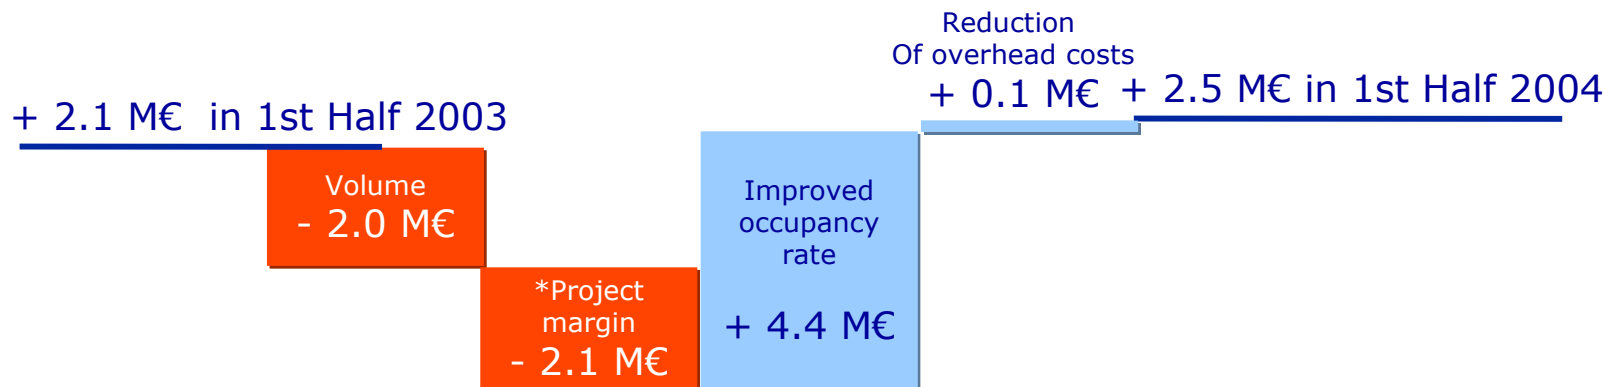 + 2.1 M€ in 1st Half 2003
Volume
- 2.0 M€
*Project
margin
- 2.1 M€
Improved
occupancy
rate
+ 4.4 M€
Reduction
Of overhead costs
+ 0.1 M€
+ 2.5 M€ in 1st Half 2004